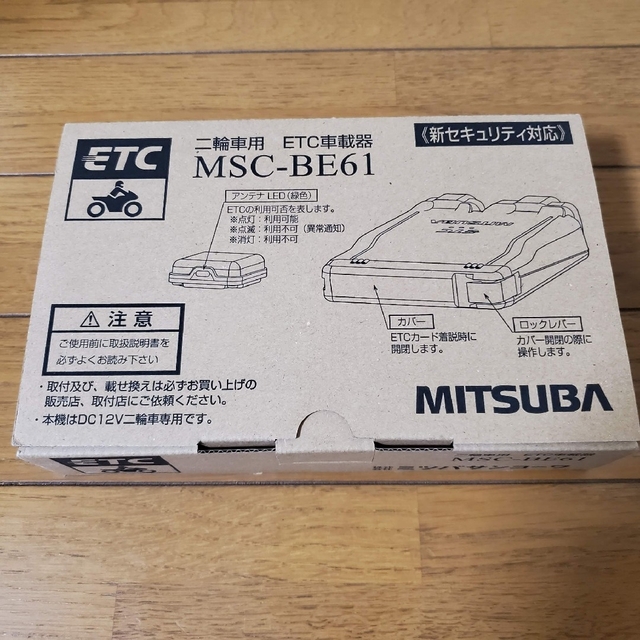 ETC
二輪車用 ETC車載器
MSC-BE61
《新セキュリティ対応》
アンテナ LED(緑色)
ETCの利用可否を表します。
※点灯：利用可能
※点滅：利用不可(異常通知)
※消灯：利用不可
カバー
ETCカード着脱時に
開閉します。
ロックレバー
カバー開閉の際に
操作します。
注意
ご使用前に取扱説明書を
必ずよくお読み下さい
・取付及び、載せ換えは必ずお買い上げの
販売店、取付店にご依頼ください。
・本機はDC12V二輪車専用です。
MITSUBA
ETC
MSC-BE61